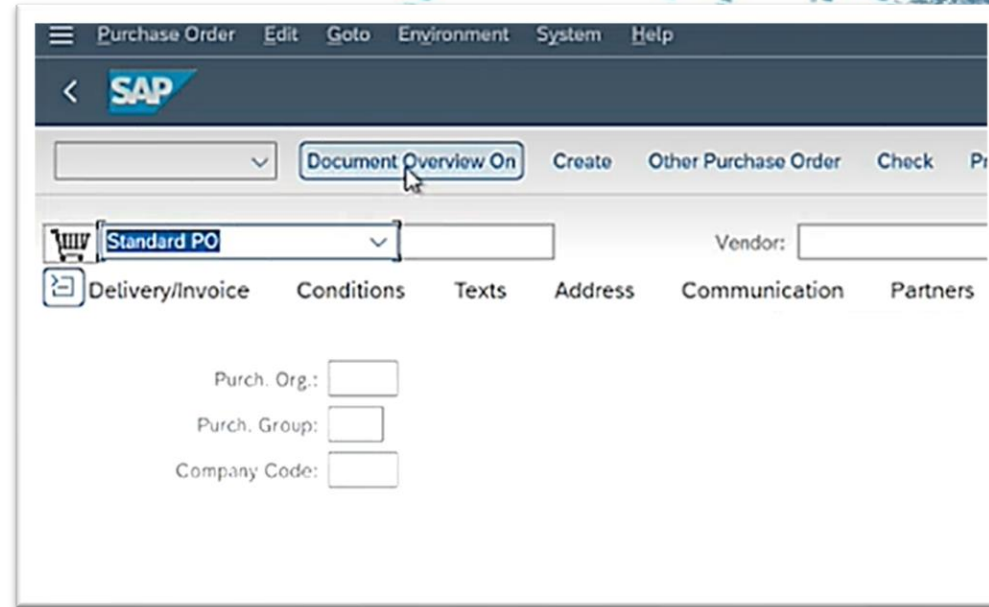 Purchase Order Edit Goto Environment System Help
SAP
Document Overview On Create Other Purchase Order Check
Standard PO Vendor:
Delivery/Invoice Conditions Texts Address Communication Partners
Purch. Org.:
Purch. Group:
Company Code: